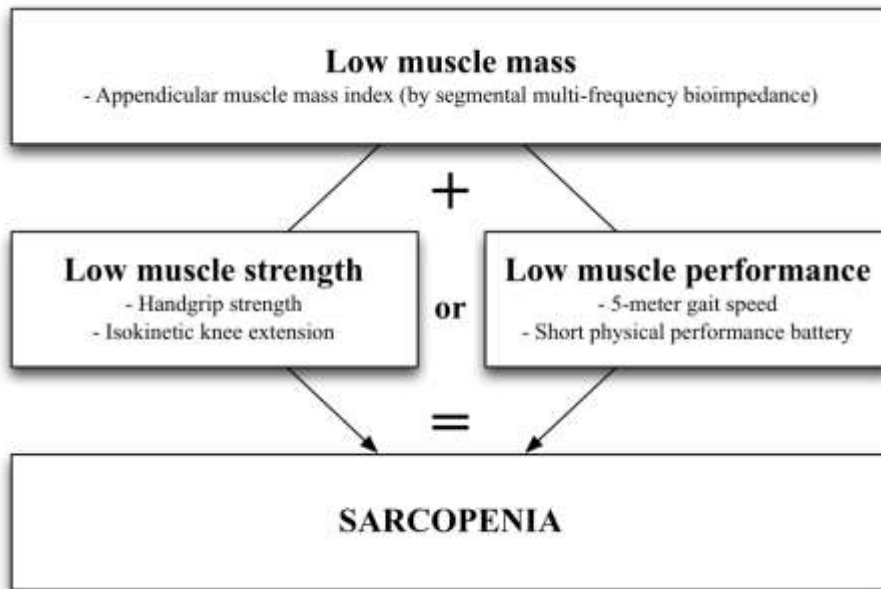 Low muscle mass
- Appendicular muscle mass index (by segmental multi-frequency bioimpedance)
+
Low muscle strength
- Handgrip strength
- Isokinetic knee extension
or
Low muscle performance
- 5-meter gait speed
- Short physical performance battery
=
SARCOPENIA